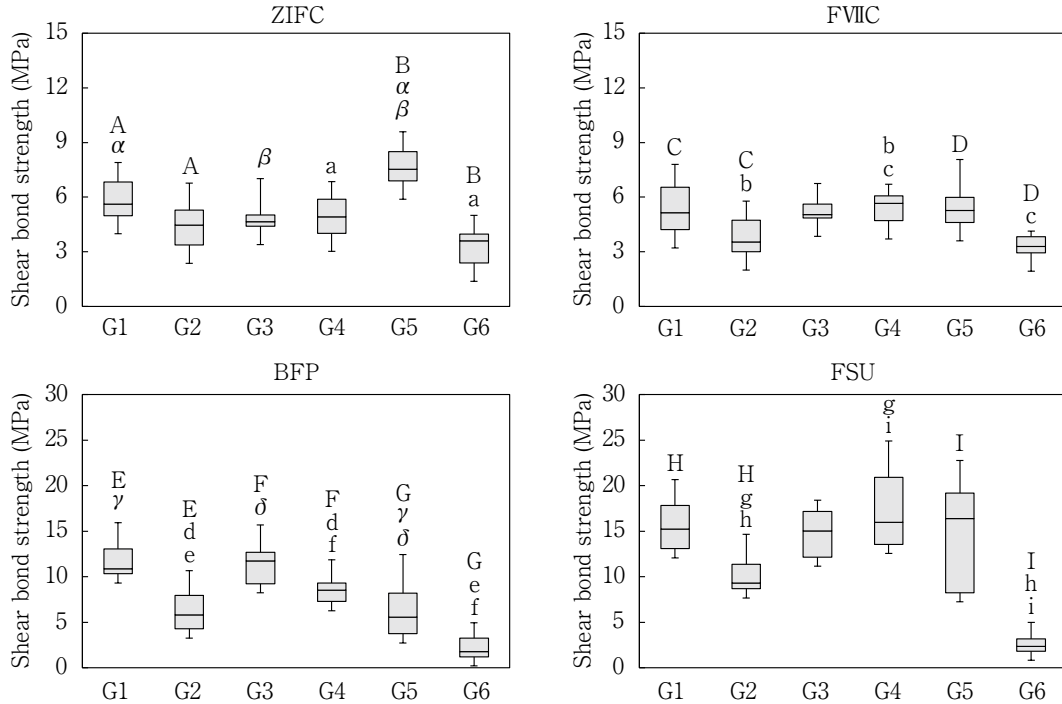 ZIFC
Shear bond strength (MPa)
15
12
9
6
3
0
A
α
A
β
a
B
α
β
B
a
G1 G2 G3 G4 G5 G6
FⅦC
Shear bond strength (MPa)
15
12
9
6
3
0
C
C
b
b
c
D
D
c
G1 G2 G3 G4 G5 G6
BFP
Shear bond strength (MPa)
30
25
20
15
10
5
0
E
γ
E
d
e
F
δ
F
d
f
G
γ
δ
G
e
f
G1 G2 G3 G4 G5 G6
FSU
Shear bond strength (MPa)
30
25
20
15
10
5
0
H
H
g
h
g
i
I
I
h
i
G1 G2 G3 G4 G5 G6